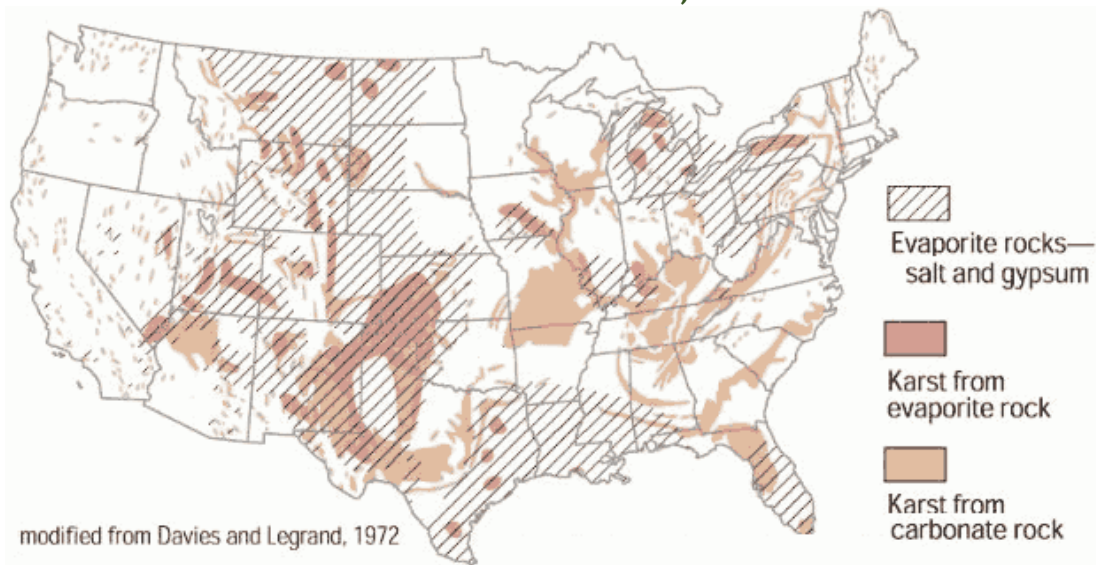 Evaporite rocks—
salt and gypsum
Karst from
evaporite rock
Karst from
carbonate rock
modified from Davies and Legrand, 1972